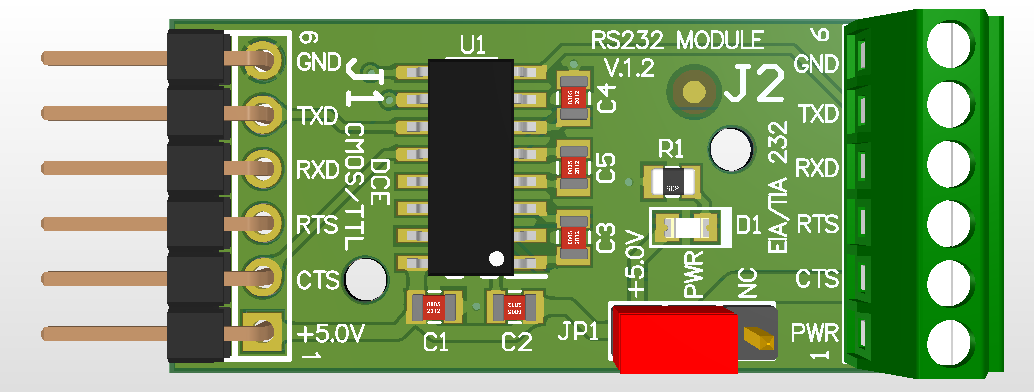 6
GND
TXD
RXD
RTS
CTS
+5.0V
1
J1
CMOS/TTL
DCE
U1
C1
C2
RS232 MODULE
V.1.2
C4
C5
C3
J2
R1
D1
EIA/TIA 232
+5.0V
PWR
NC
JP1
6
GND
TXD
RXD
RTS
CTS
PWR
1